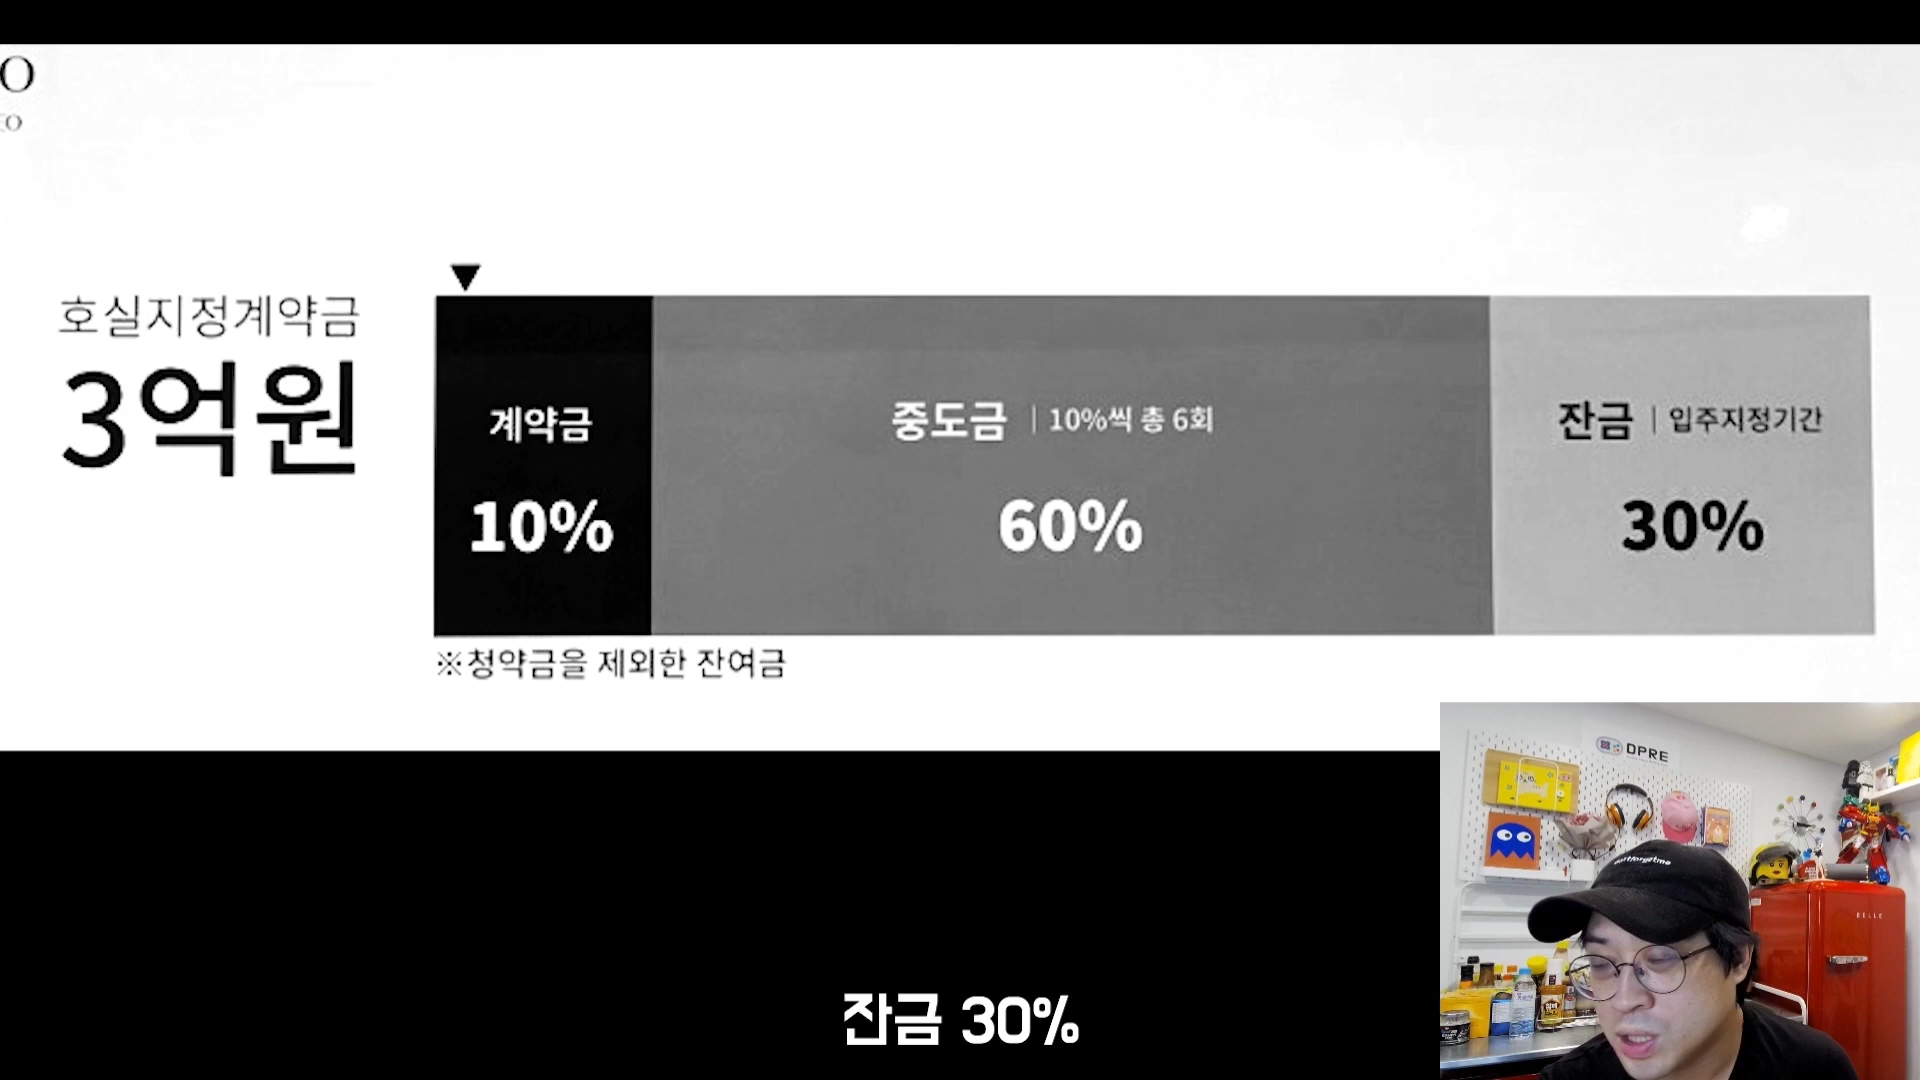 O
EO
호실지정계약금
3억원
▼
계약금
10%
중도금 | 10%씩 총 6회
60%
잔금 | 입주지정기간
30%
※청약금을 제외한 잔여금
DPRE
BELLE
잔금 30%